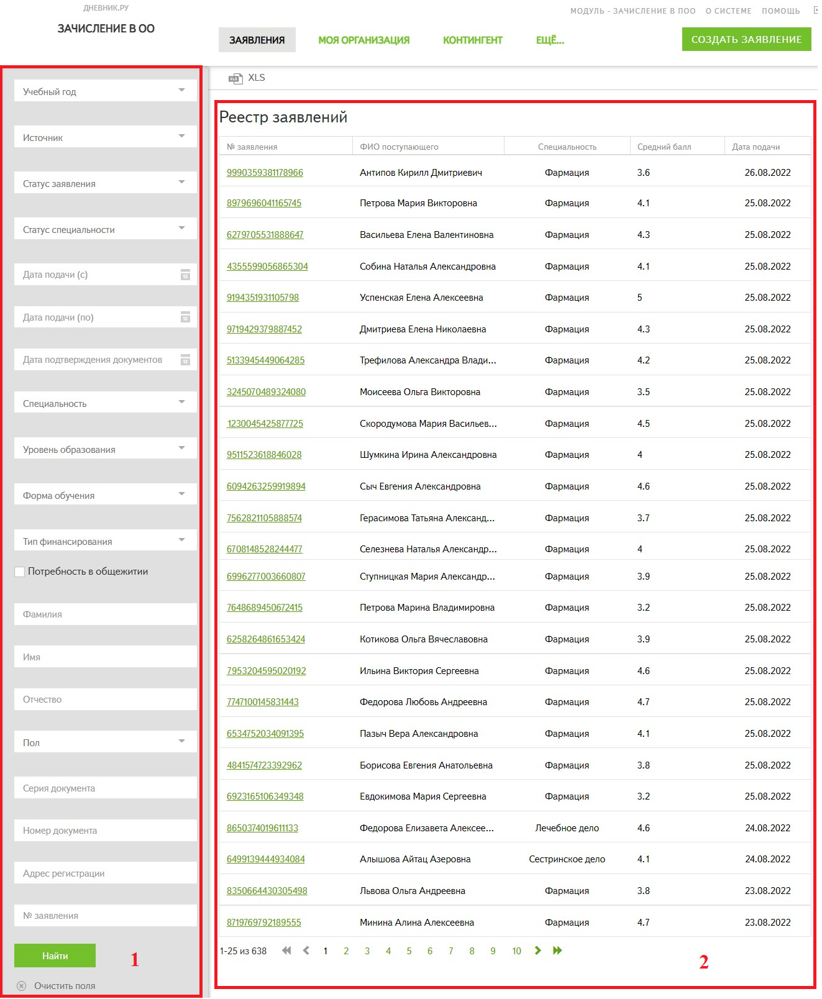 ДНЕВНИК.РУ
ЗАЧИСЛЕНИЕ В ОО
МОДУЛЬ - ЗАЧИСЛЕНИЕ В ПОО О СИСТЕМЕ ПОМОЩЬ
ЗАЯВЛЕНИЯ МОЯ ОРГАНИЗАЦИЯ КОНТИНГЕНТ ЕЩЁ... СОЗДАТЬ ЗАЯВЛЕНИЕ
Учебный год
Источник
Статус заявления
Статус специальности
Дата подачи (с)
Дата подачи (по)
Дата подтверждения документов
Специальность
Уровень образования
Форма обучения
Тип финансирования
Потребность в общежитии
Фамилия
Имя
Отчество
Пол
Серия документа
Номер документа
Адрес регистрации
№ заявления
Найти
1
Очистить поля
XLS XLS
Реестр заявлений
№ заявления ФИО поступающего Специальность Средний балл Дата подачи
9990359381178966 Антипов Кирилл Дмитриевич Фармация 3.6 26.08.2022
8979696041165745 Петрова Мария Викторовна Фармация 4.1 25.08.2022
6279705531888647 Васильева Елена Валентиновна Фармация 4.3 25.08.2022
4355599056865304 Собина Наталья Александровна Фармация 4.1 25.08.2022
9194351931105798 Успенская Елена Алексеевна Фармация 5 25.08.2022
9719429379887452 Дмитриева Елена Николаевна Фармация 4.3 25.08.2022
5133945449064285 Трефилова Александра Влади... Фармация 4.2 25.08.2022
3245070489324080 Моисеева Ольга Викторовна Фармация 3.5 25.08.2022
1230045425877725 Скородумова Мария Васильев... Фармация 4.5 25.08.2022
9511523618846028 Шумкина Ирина Александровна Фармация 4 25.08.2022
6094263259919894 Сыч Евгения Александровна Фармация 4.6 25.08.2022
7562821105888574 Герасимова Татьяна Александ... Фармация 3.7 25.08.2022
6708148528244477 Селезнева Наталья Александр... Фармация 4 25.08.2022
6996277003660807 Ступницкая Мария Александр... Фармация 3.9 25.08.2022
7648689450672415 Петрова Марина Владимировна Фармация 3.2 25.08.2022
6258264861653424 Котикова Ольга Вячеславовна Фармация 3.9 25.08.2022
7953204595020192 Ильина Виктория Сергеевна Фармация 4.6 25.08.2022
7747100145831443 Федорова Любовь Андреевна Фармация 4.7 25.08.2022
6534752034091395 Пазыч Вера Александровна Фармация 4.1 25.08.2022
4841574723392962 Борисова Евгения Анатольевна Фармация 3.8 25.08.2022
6923165106349348 Евдокимова Мария Сергеевна Фармация 3.2 25.08.2022
8650374019611133 Федорова Елизавета Алексее... Лечебное дело 4.6 24.08.2022
6499139444934084 Алышова Айтац Азеровна Сестринское дело 4.1 24.08.2022
8350664430305498 Львова Ольга Андреевна Фармация 3.8 23.08.2022
8719769792189555 Минина Алина Алексеевна Фармация 4.7 23.08.2022
1-25 из 638 1 2 3 4 5 6 7 8 9 10
2